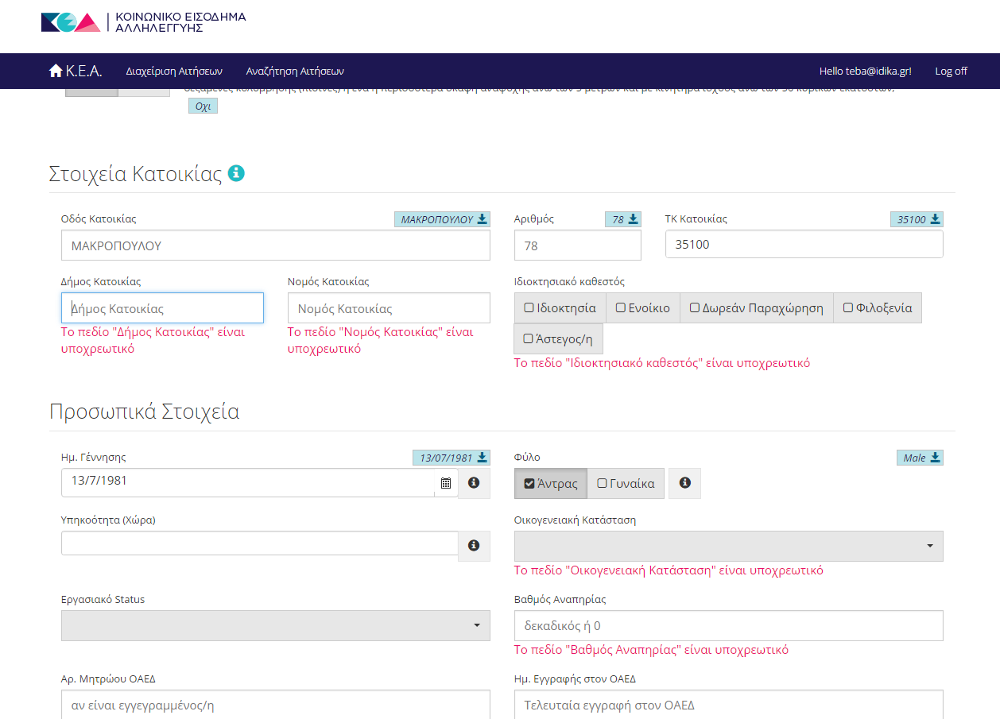 ΚΟΙΝΩΝΙΚΟ ΕΙΣΟΔΗΜΑ
ΑΛΛΗΛΕΓΓΥΗΣ
Κ.Ε.Α. Διαχείριση Αιτήσεων Αναζήτηση Αιτήσεων Hello teba@idika.gr! Log off
Οχι
Στοιχεία Κατοικίας
Οδός Κατοικίας ΜΑΚΡΟΠΟΥΛΟΥ Αριθμός 78 ΤΚ Κατοικίας 35100
ΜΑΚΡΟΠΟΥΛΟΥ 78 35100
Δήμος Κατοικίας Νομός Κατοικίας Ιδιοκτησιακό καθεστός
Δήμος Κατοικίας Νομός Κατοικίας Ιδιοκτησία Ενοίκιο Δωρεάν Παραχώρηση Φιλοξενία
Το πεδίο "Δήμος Κατοικίας" είναι Το πεδίο "Νομός Κατοικίας" είναι Άστεγος/η
υποχρεωτικό υποχρεωτικό
Το πεδίο "Ιδιοκτησιακό καθεστός" είναι υποχρεωτικό
Προσωπικά Στοιχεία
Ημ. Γέννησης 13/07/1981 Φύλο Male
13/7/1981 Άντρας Γυναίκα
Υπηκοότητα (Χώρα) Οικογενειακή Κατάσταση
Το πεδίο "Οικογενειακή Κατάσταση" είναι υποχρεωτικό
Εργασιακό Status Βαθμός Αναπηρίας
δεκαδικός ή 0
Το πεδίο "Βαθμός Αναπηρίας" είναι υποχρεωτικό
Αρ. Μητρώου ΟΑΕΔ Ημ. Εγγραφής στον ΟΑΕΔ
αν είναι εγγεγραμμένος/η Τελευταία εγγραφή στον ΟΑΕΔ